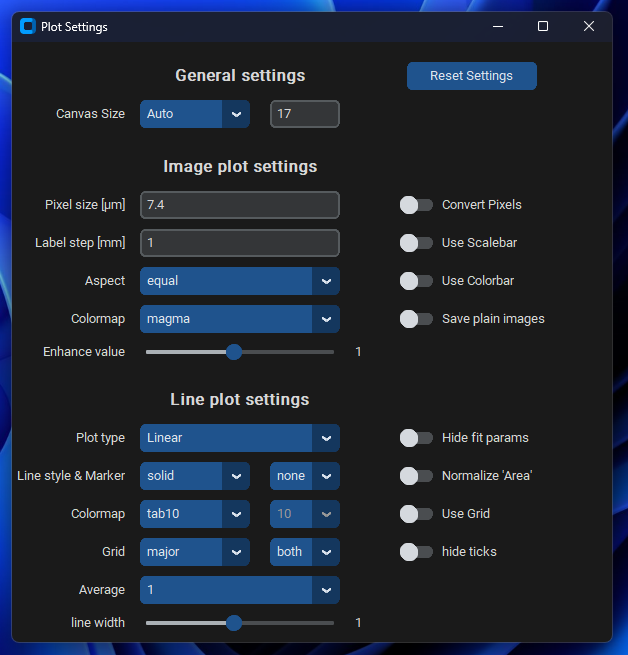 Plot Settings
General settings
Reset Settings
Canvas Size Auto 17
Image plot settings
Pixel size [µm] 7.4 Convert Pixels
Label step [mm] 1 Use Scalebar
Aspect equal Use Colorbar
Colormap magma Save plain images
Enhance value 1
Line plot settings
Plot type Linear Hide fit params
Line style & Marker solid none Normalize 'Area'
Colormap tab10 10 Use Grid
Grid major both hide ticks
Average 1
line width 1